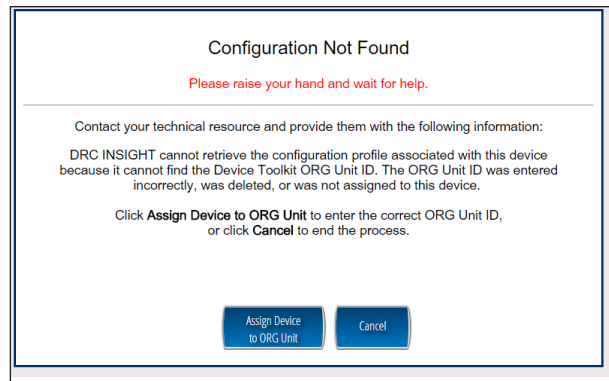 Configuration Not Found
Please raise your hand and wait for help.
Contact your technical resource and provide them with the following information:
DRC INSIGHT cannot retrieve the configuration profile associated with this device
because it cannot find the Device Toolkit ORG Unit ID. The ORG Unit ID was entered
incorrectly, was deleted, or was not assigned to this device.
Click Assign Device to ORG Unit to enter the correct ORG Unit ID,
or click Cancel to end the process.
Assign Device
to ORG Unit
Cancel